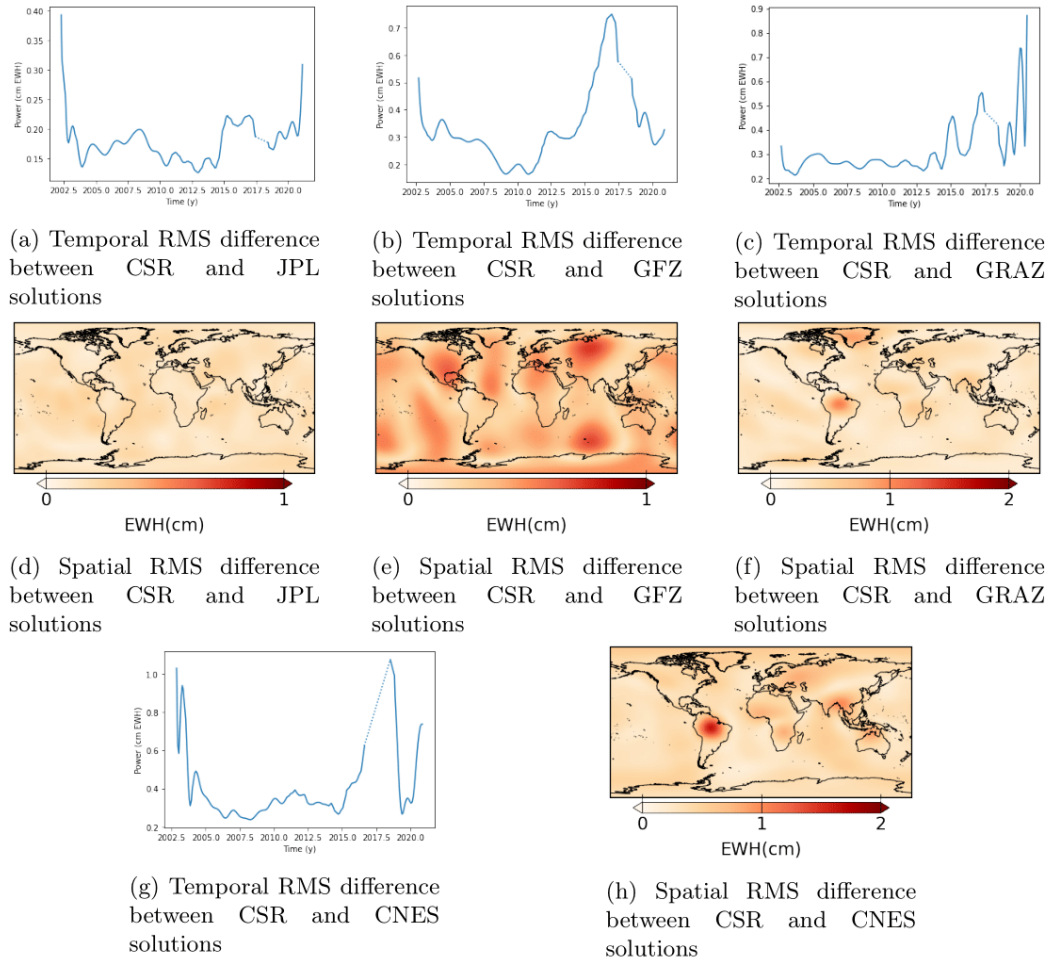 0.40
0.35
0.30
0.25
0.20
0.15
Power (cm EWH)
2002.5 2005.0 2007.5 2010.0 2012.5 2015.0 2017.5 2020.0
Time (y)
0.7
0.6
0.5
0.4
0.3
0.2
Power (cm EWH)
2002.5 2005.0 2007.5 2010.0 2012.5 2015.0 2017.5 2020.0
Time (y)
0.9
0.8
0.7
0.6
0.5
0.4
0.3
0.2
Power (cm EWH)
2002.5 2005.0 2007.5 2010.0 2012.5 2015.0 2017.5 2020.0
Time (y)
(a) Temporal RMS difference
between CSR and JPL
solutions
(b) Temporal RMS difference
between CSR and GFZ
solutions
(c) Temporal RMS difference
between CSR and GRAZ
solutions
0 1
EWH(cm)
0 1
EWH(cm)
0 1 2
EWH(cm)
(d) Spatial RMS difference
between CSR and JPL
solutions
(e) Spatial RMS difference
between CSR and GFZ
solutions
(f) Spatial RMS difference
between CSR and GRAZ
solutions
1.0
0.8
0.6
0.4
0.2
Power (cm EWH)
2002.5 2005.0 2007.5 2010.0 2012.5 2015.0 2017.5 2020.0
Time (y)
0 1 2
EWH(cm)
(g) Temporal RMS difference
between CSR and CNES
solutions
(h) Spatial RMS difference
between CSR and CNES
solutions